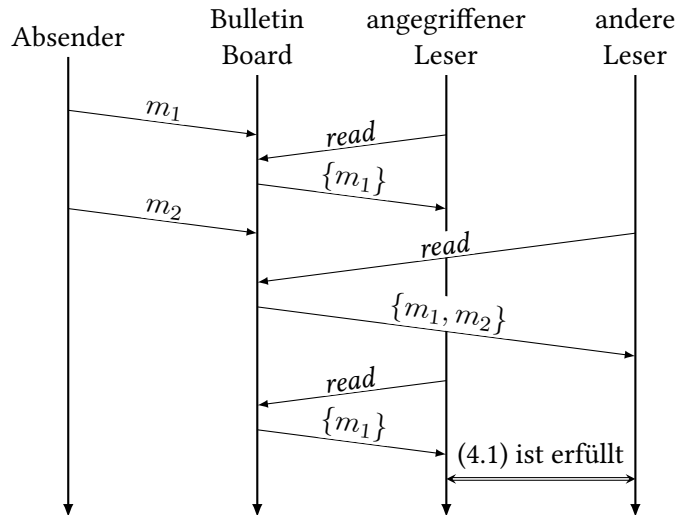 Absender
Bulletin
Board
angegriffener
Leser
andere
Leser
m₁
read
{m₁}
m₂
read
{m₁, m₂}
read
{m₁}
(4.1) ist erfüllt